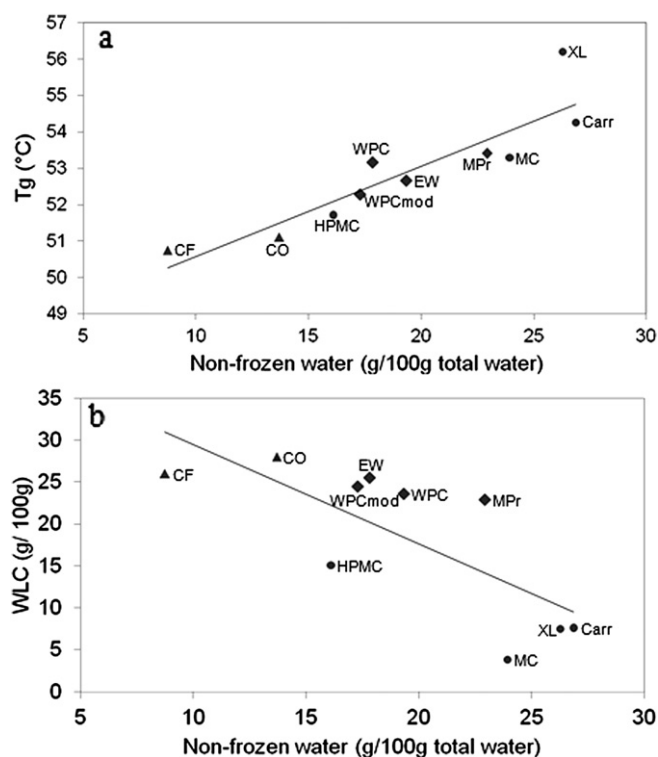 a
57
56
55
54
53
52
51
50
49
Tg (°C)
XL
Carr
WPC
MPr
MC
EW
WPCmod
HPMC
CF
CO
5 10 15 20 25 30
Non-frozen water (g/100g total water)
b
35
30
25
20
15
10
5
0
WLC (g/ 100g)
CO
CF
EW
WPCmod
WPC
MPr
HPMC
XL
Carr
MC
5 10 15 20 25 30
Non-frozen water (g/100g total water)